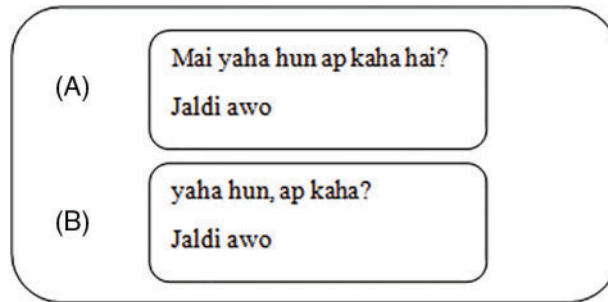 (A)
Mai yaha hun ap kaha hai?
Jaldi awo
(B)
yaha hun, ap kaha?
Jaldi awo